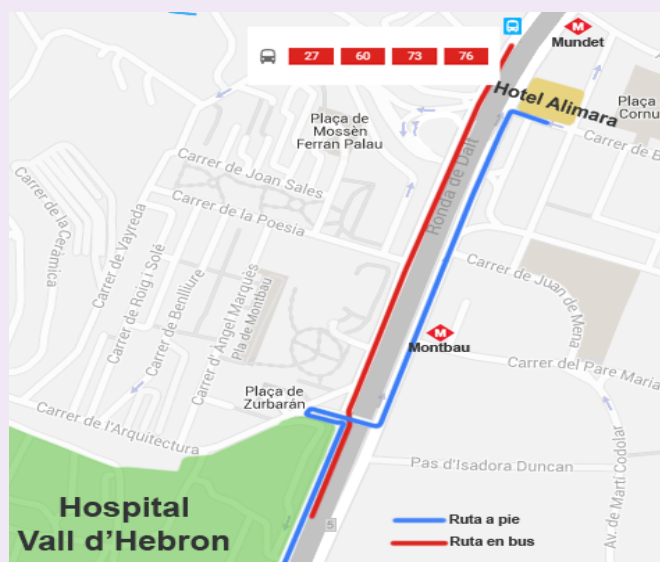 27 60 73 76
M
Mundet
Hotel Alimara
Plaça
Cornu
Plaça de
Mossèn
Ferran Palau
Carrer de B
Carrer de Joan Sales
Carrer de la Poesia
Ronda de Dalt
Carrer de la Ceràmica
Carrer de Vayreda
Carrer de Roig i Solé
Carrer de Benlliure
Carrer d'Àngel Marquès
Pla de Montbau
Carrer de Juan de Mena
M
Montbau
Carrer del Pare Maria
Plaça de
Zurbarán
Carrer de l'Arquitectura
Pas d'Isadora Duncan
Av. de Martí Codolar
Hospital
Vall d'Hebron
5
Ruta a pie
Ruta en bus